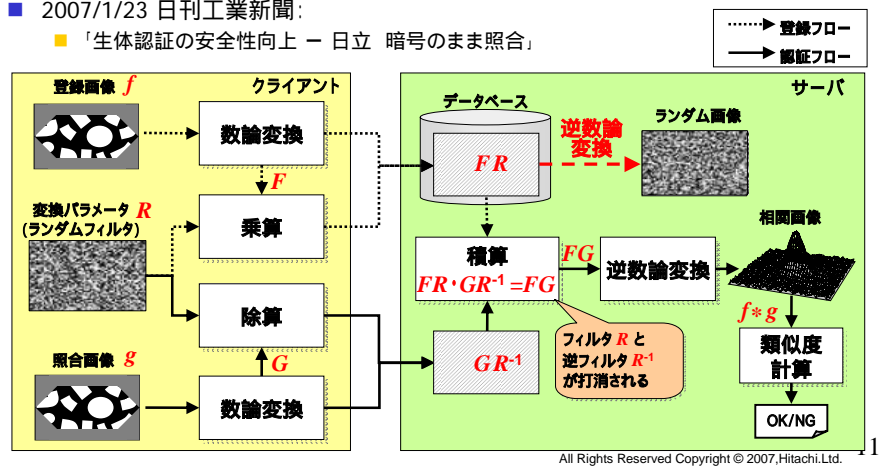 2007/1/23 日刊工業新聞:
「生体認証の安全性向上 ー 日立 暗号のまま照合」
登録フロー
認証フロー
クライアント
登録画像 f
数論変換
F
変換パラメータ R
(ランダムフィルタ)
乗算
除算
照合画像 g
G
数論変換
サーバ
データベース
FR
逆数論
変換
ランダム画像
積算
FR・GR-1 =FG
FG
逆数論変換
相関画像
GR-1
フィルタ R と
逆フィルタ R-1
が打消される
f*g
類似度
計算
OK/NG
All Rights Reserved Copyright © 2007,Hitachi.Ltd.
11